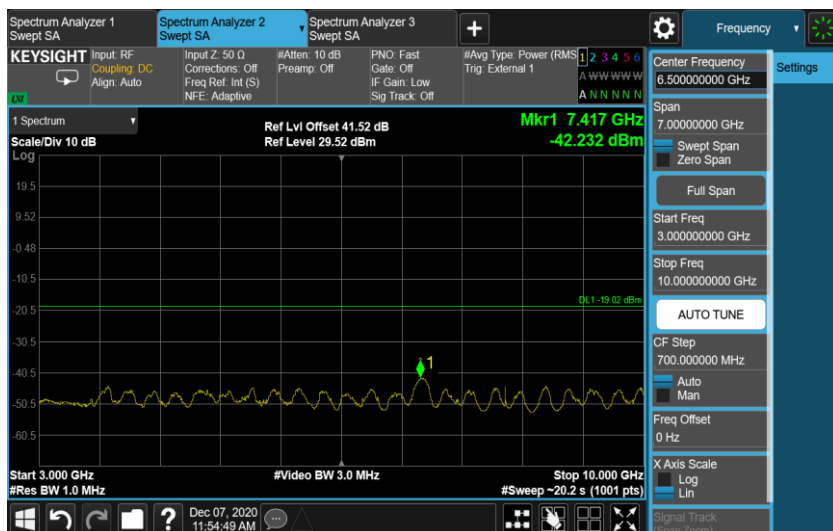 Spectrum Analyzer 1
Swept SA
Spectrum Analyzer 2
Swept SA
Spectrum Analyzer 3
Swept SA
Frequency
KEYSIGHT
LXI
Input: RF
Coupling: DC
Align: Auto
Input Z: 50 Ω
Corrections: Off
Freq Ref: Int (S)
NFE: Adaptive
#Atten: 10 dB
Preamp: Off
PNO: Fast
Gate: Off
IF Gain: Low
Sig Track: Off
#Avg Type: Power (RMS
Trig: External 1
1 2 3 4 5 6
A W W W W W
A N N N N N
1 Spectrum
Scale/Div 10 dB
Ref Lvl Offset 41.52 dB
Ref Level 29.52 dBm
Mkr1 7.417 GHz
-42.232 dBm
Log
19.5
9.52
-0.48
-10.5
-20.5
-30.5
-40.5
-50.5
-60.5
DL1 -19.02 dBm
1
Start 3.000 GHz
#Res BW 1.0 MHz
#Video BW 3.0 MHz
Stop 10.000 GHz
#Sweep ~20.2 s (1001 pts)
Dec 07, 2020
11:54:49 AM
Center Frequency
6.500000000 GHz
Span
7.00000000 GHz
Swept Span
Zero Span
Full Span
Start Freq
3.000000000 GHz
Stop Freq
10.000000000 GHz
AUTO TUNE
CF Step
700.000000 MHz
Auto
Man
Freq Offset
0 Hz
X Axis Scale
Log
Lin
Signal Track
(Span Zoom)
Settings